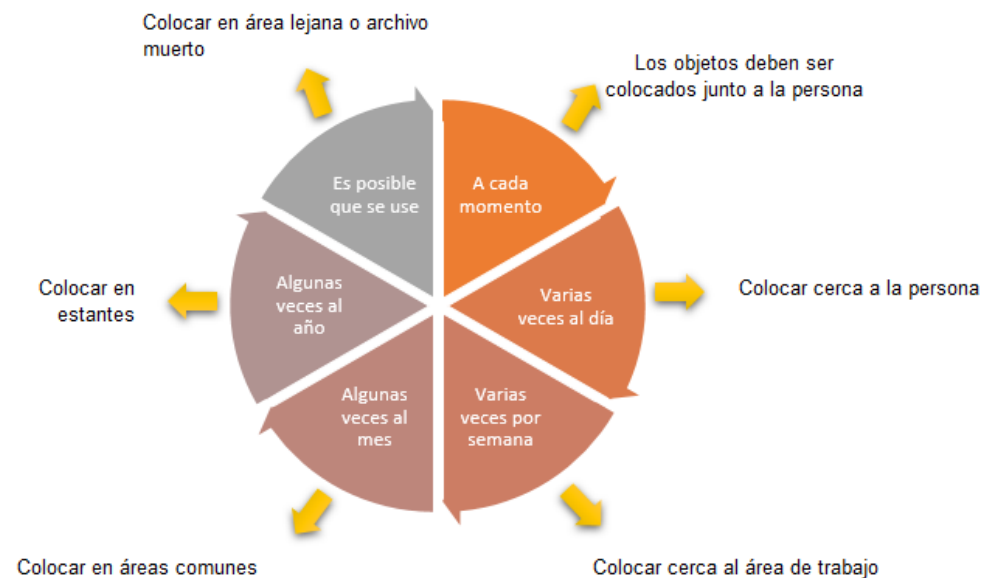 Colocar en área lejana o archivo
muerto
Los objetos deben ser
colocados junto a la persona
Es posible
que se use
A cada
momento
Colocar en
estantes
Algunas
veces al
año
Varias
veces al día
Colocar cerca a la persona
Algunas
veces al
mes
Varias
veces por
semana
Colocar en áreas comunes
Colocar cerca al área de trabajo